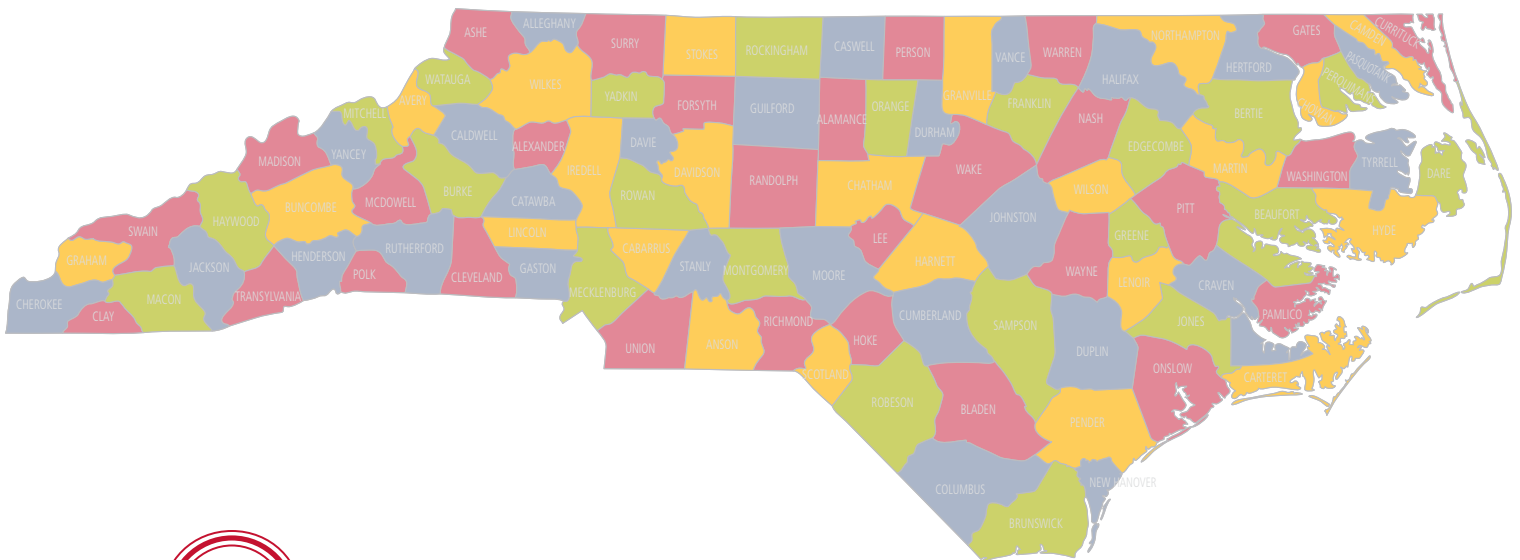 ASHE
ALLEGHANY
SURRY
STOKES
ROCKINGHAM
CASWELL
PERSON
GRANVILLE
VANCE
WARREN
NORTHAMPTON
GATES
CAMDEN
CURRITUCK
PASQUOTANK
PERQUIMANS
HERTFORD
HALIFAX
WATAUGA
WILKES
YADKIN
FORSYTH
GUILFORD
ALAMANCE
ORANGE
DURHAM
FRANKLIN
NASH
EDGECOMBE
BERTIE
MITCHELL
AVERY
CALDWELL
ALEXANDER
IREDELL
DAVIE
DAVIDSON
RANDOLPH
CHATHAM
WAKE
WILSON
MARTIN
WASHINGTON
TYRRELL
DARE
MADISON
YANCEY
BURKE
MCDOWELL
CATAWBA
ROWAN
HAYWOOD
BUNCOMBE
SWAIN
RUTHERFORD
LINCOLN
CABARRUS
STANLY
MONTGOMERY
MOORE
LEE
HARNETT
JOHNSTON
GREENE
PITT
BEAUFORT
HYDE
GRAHAM
JACKSON
HENDERSON
POLK
CLEVELAND
GASTON
MECKLENBURG
WAYNE
LENOIR
CRAVEN
PAMLICO
CHEROKEE
CLAY
MACON
TRANSYLVANIA
UNION
ANSON
RICHMOND
SCOTLAND
HOKE
CUMBERLAND
SAMPSON
DUPLIN
JONES
ONSLOW
CARTERET
ROBESON
BLADEN
PENDER
COLUMBUS
NEW HANOVER
BRUNSWICK